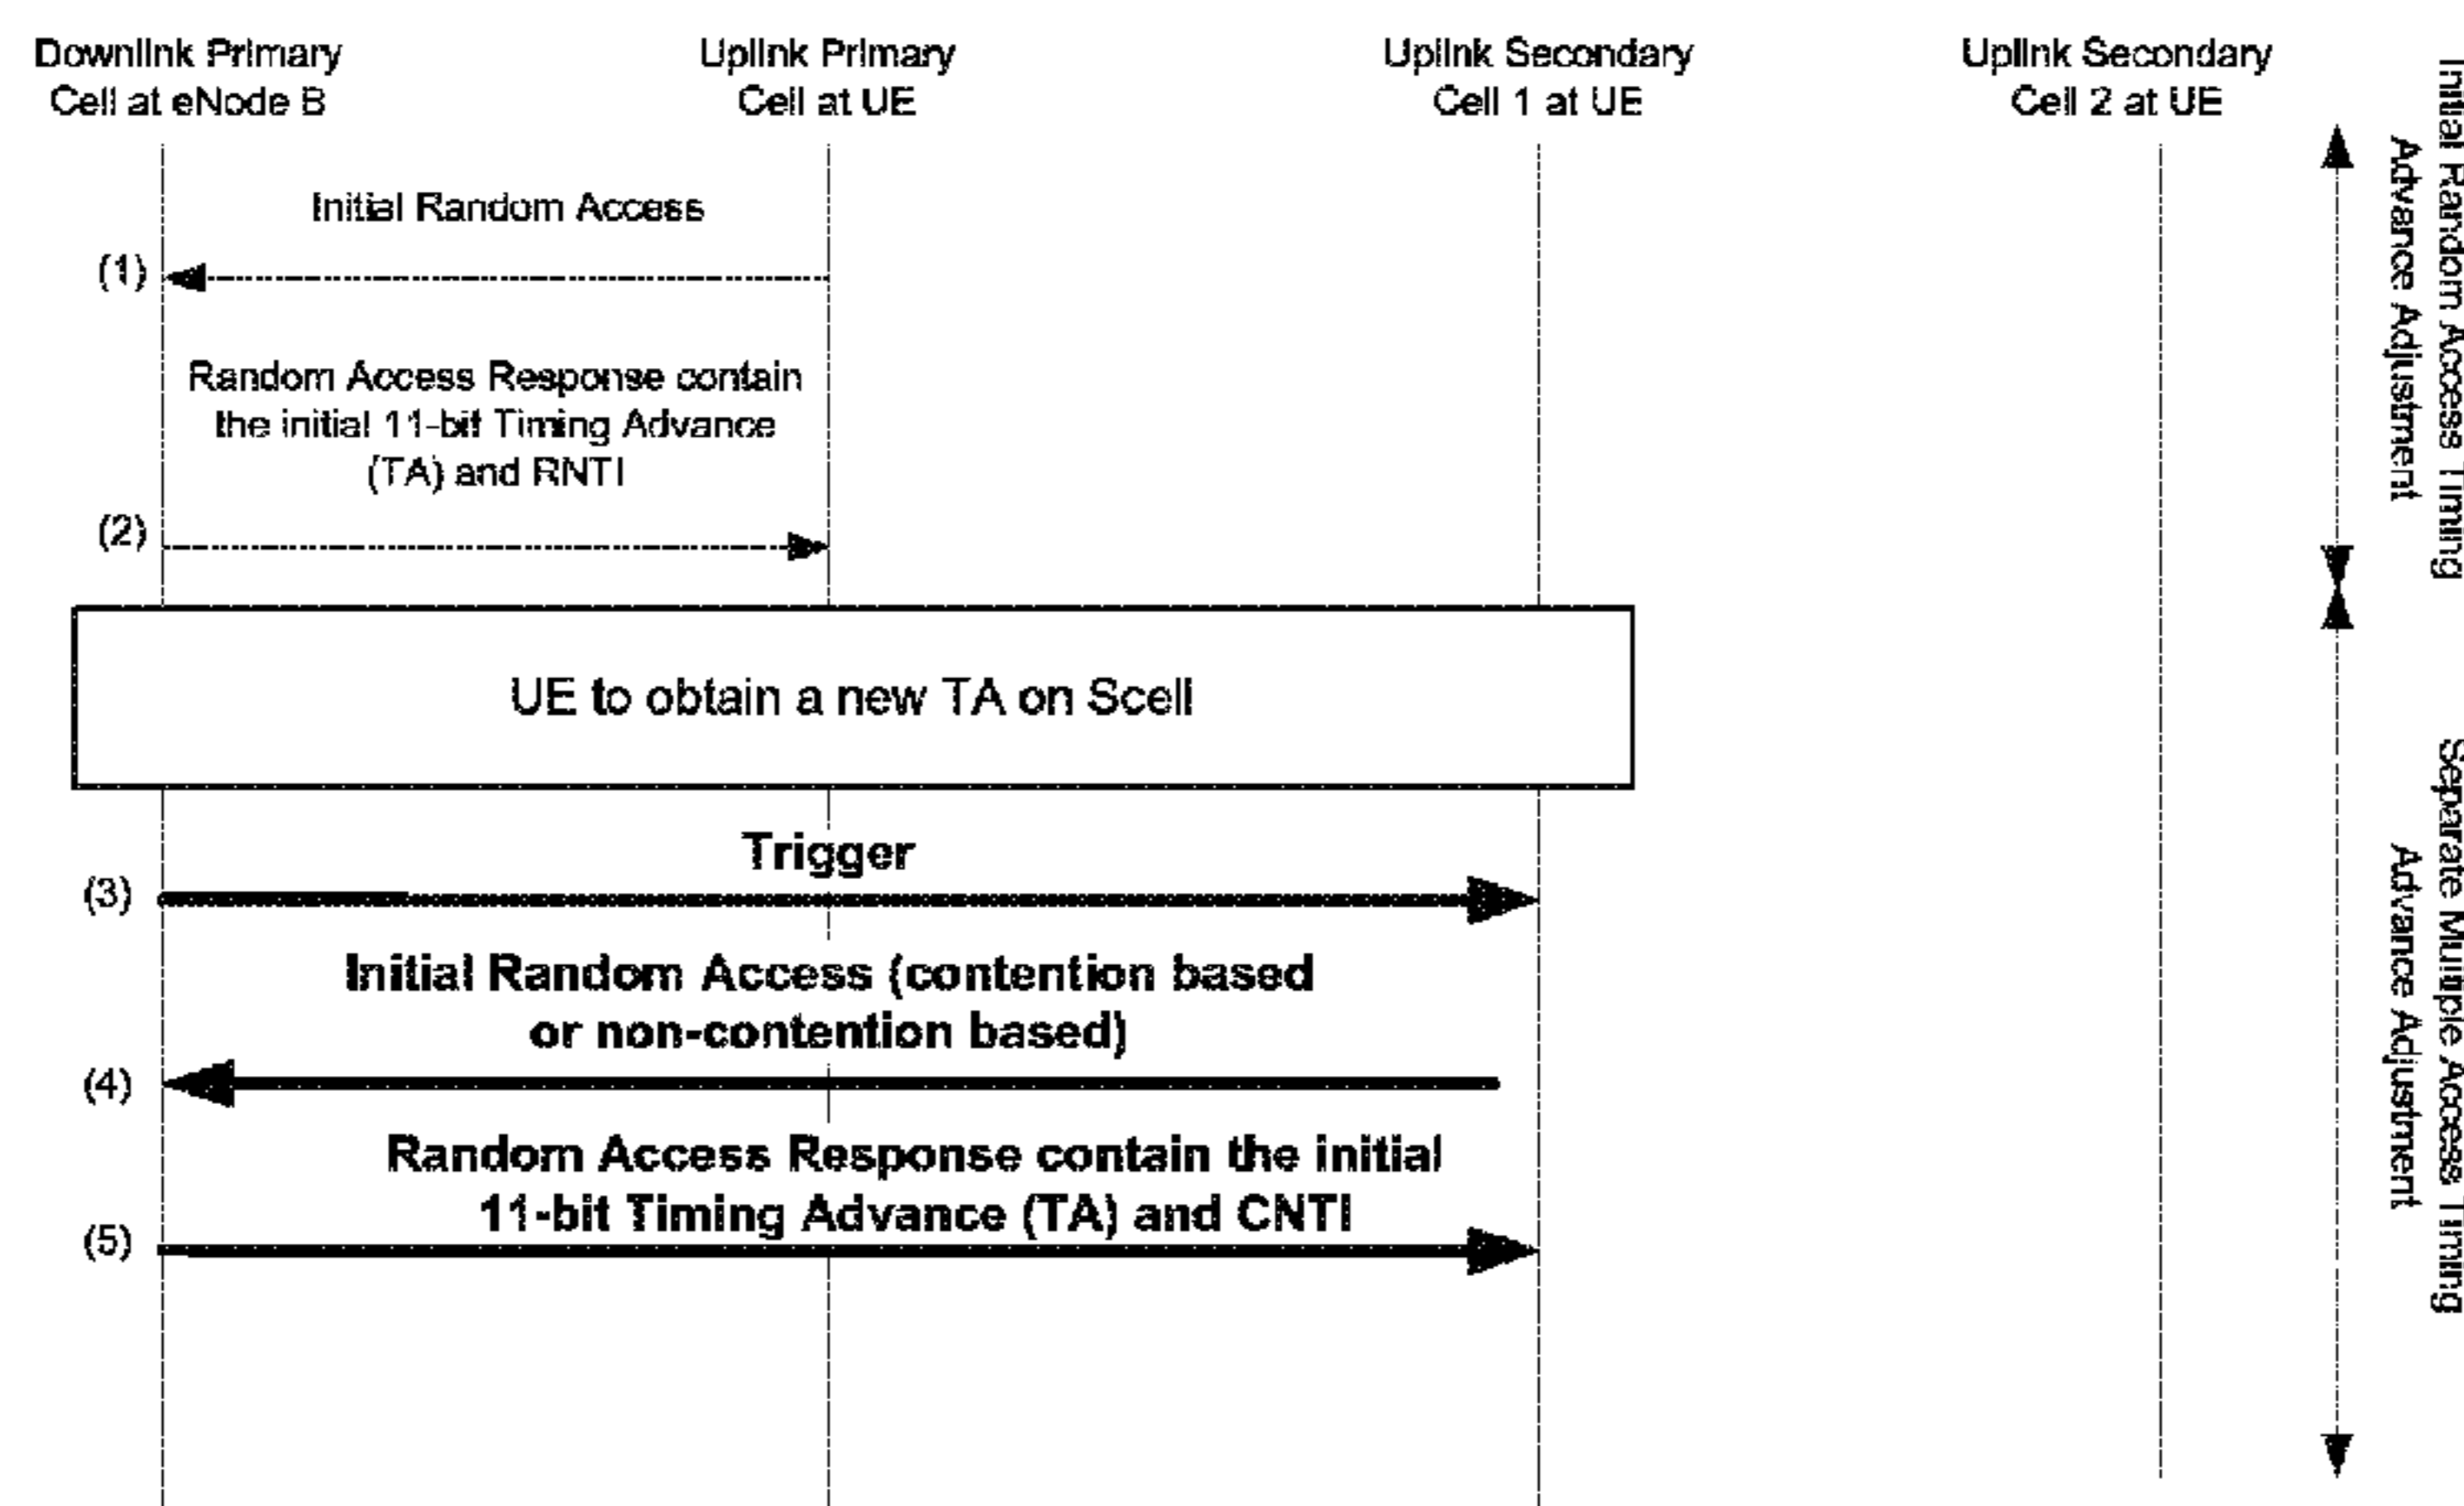 Downlink Primary
Cell at eNode B
Uplink Primary
Cell at UE
Uplink Secondary
Cell 1 at UE
Uplink Secondary
Cell 2 at UE
Initial Random Access Timing
Advance Adjustment
Initial Random Access
(1)
Random Access Response contain
the initial 11-bit Timing Advance
(TA) and RNTI
(2)
UE to obtain a new TA on Scell
Separate Multiple Access Timing
Advance Adjustment
Trigger
(3)
Initial Random Access (contention based
or non-contention based)
(4)
Random Access Response contain the initial
11-bit Timing Advance (TA) and CNTI
(5)